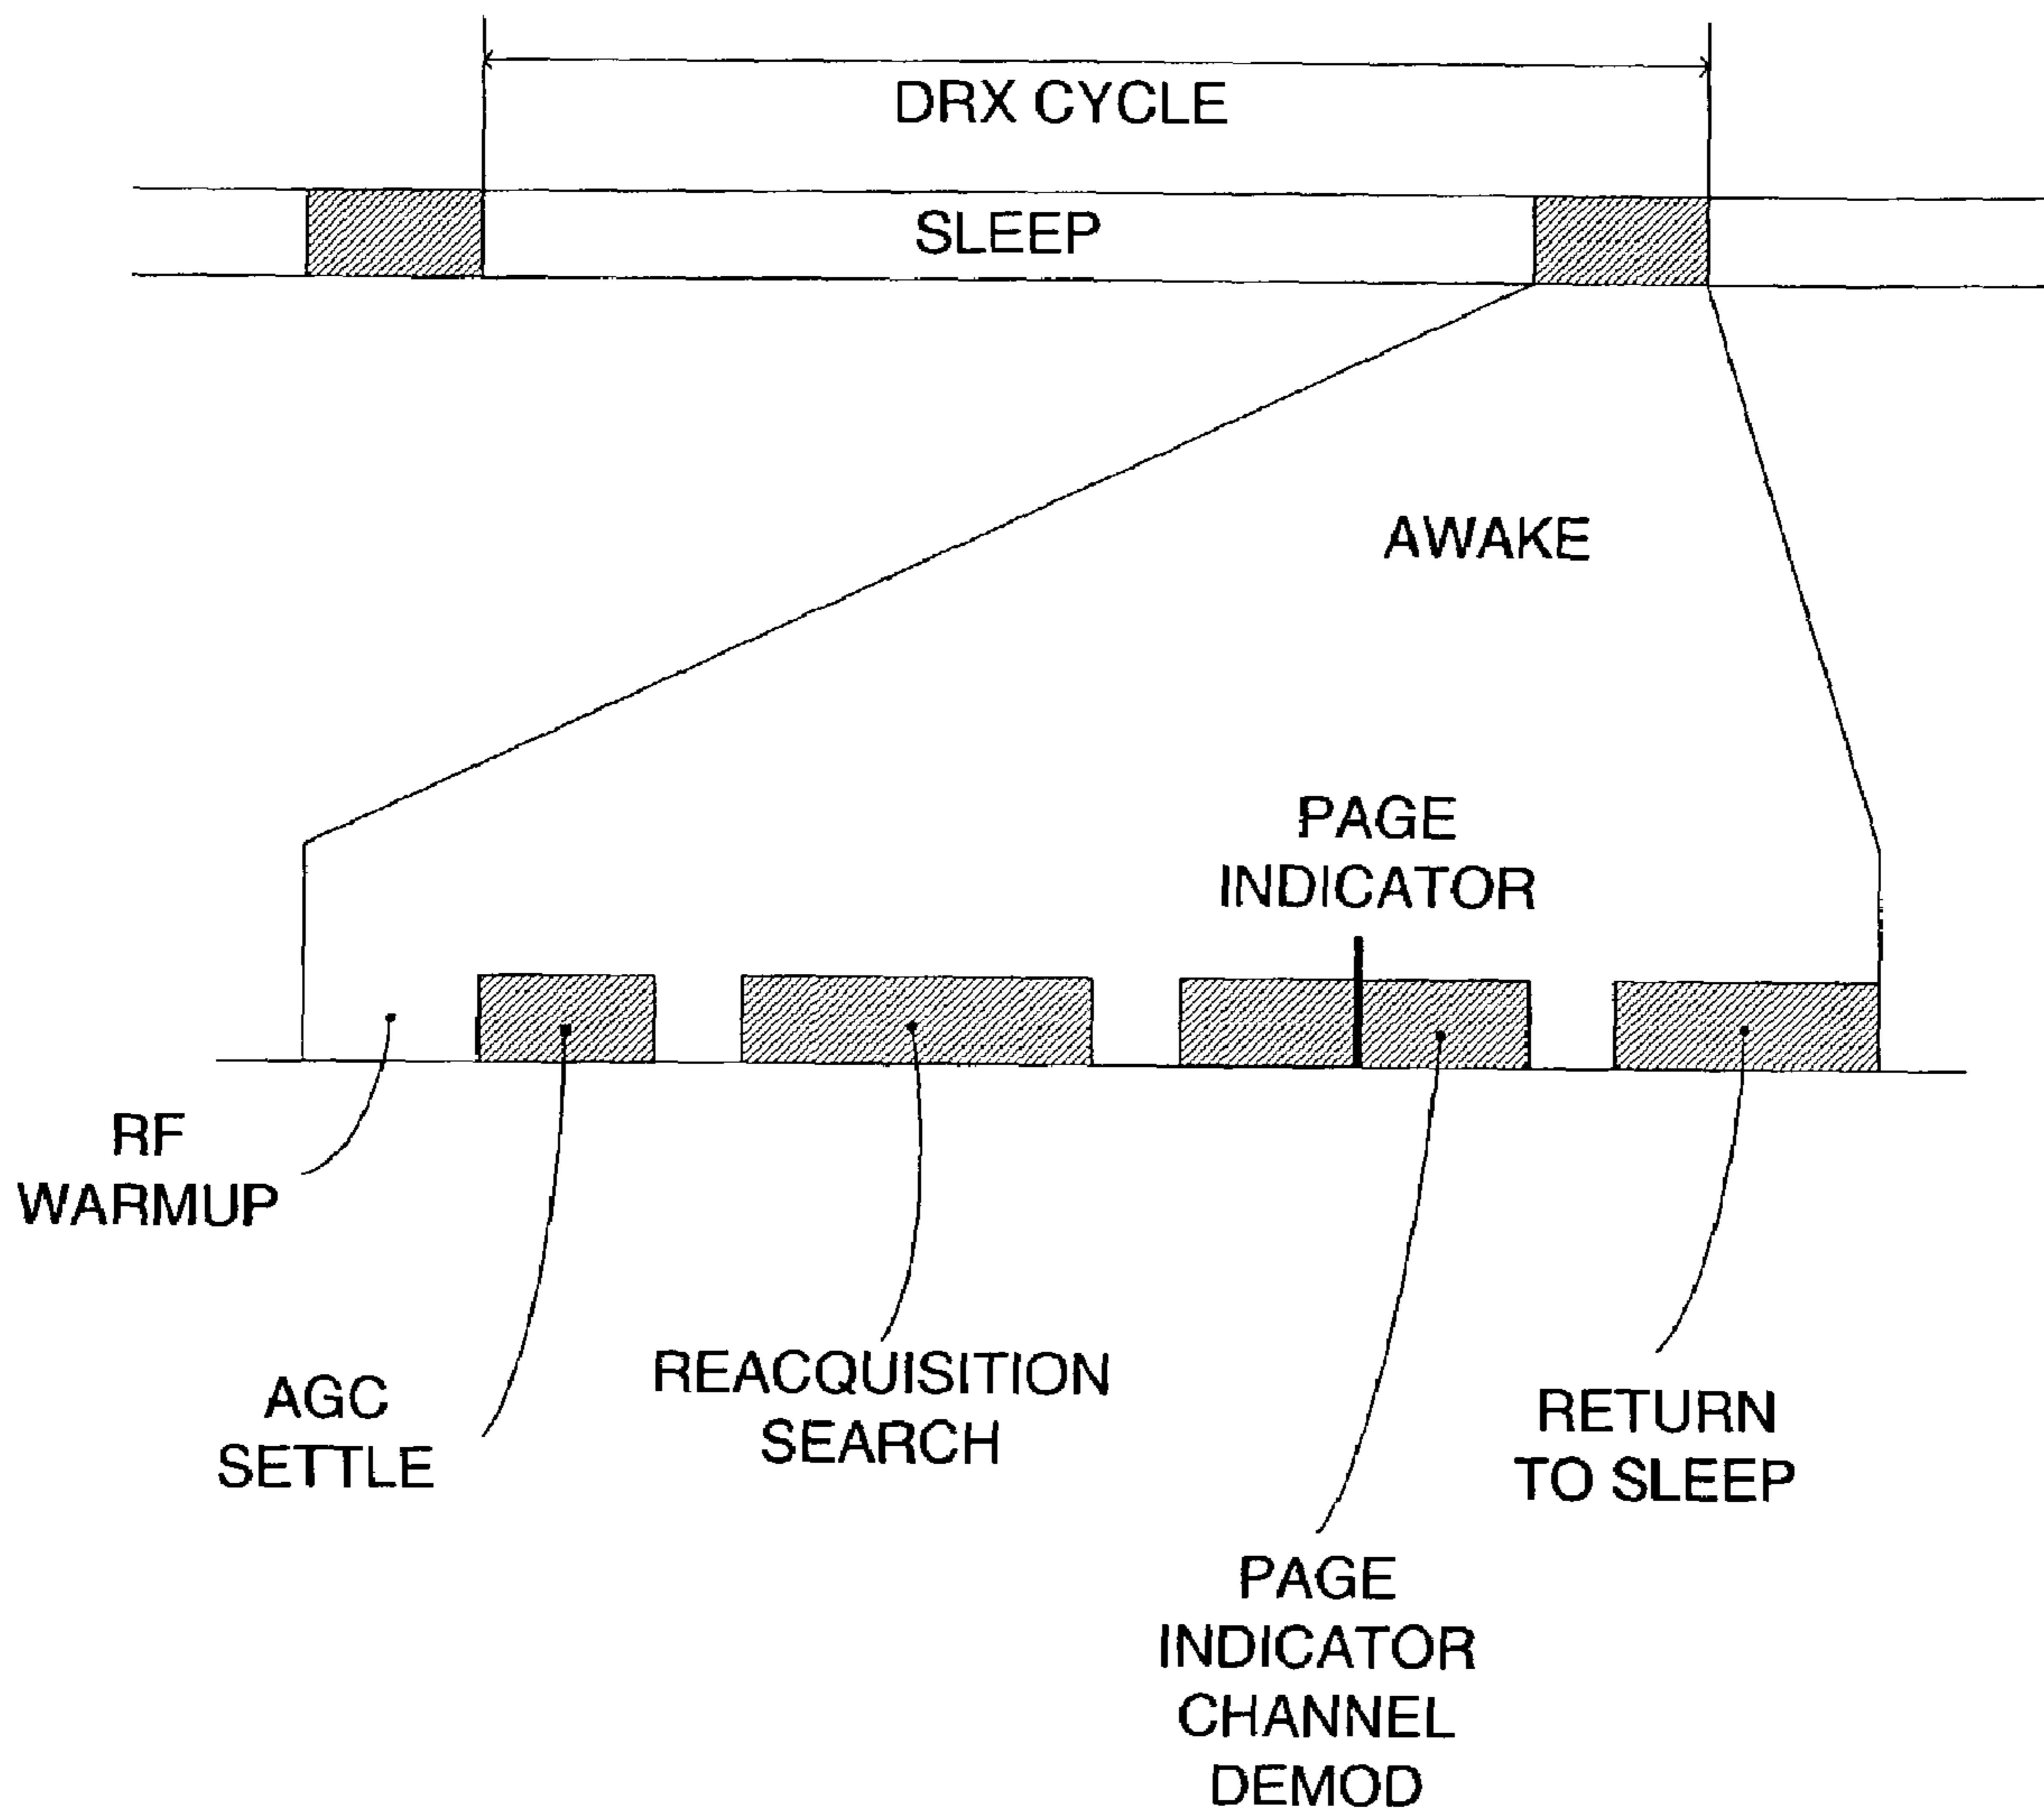 DRX CYCLE
SLEEP
AWAKE
PAGE
INDICATOR
RF
WARMUP
AGC
SETTLE
REACQUISITION
SEARCH
PAGE
INDICATOR
CHANNEL
DEMOD
RETURN
TO SLEEP